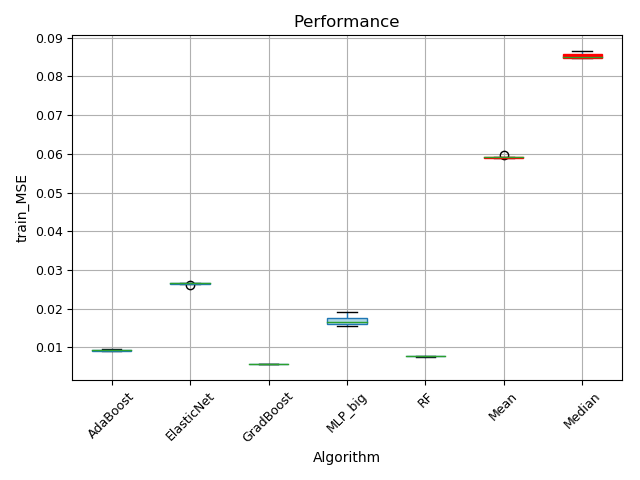 Performance
train_MSE
0.09
0.08
0.07
0.06
0.05
0.04
0.03
0.02
0.01
AdaBoost
ElasticNet
GradBoost
MLP_big
RF
Mean
Median
Algorithm